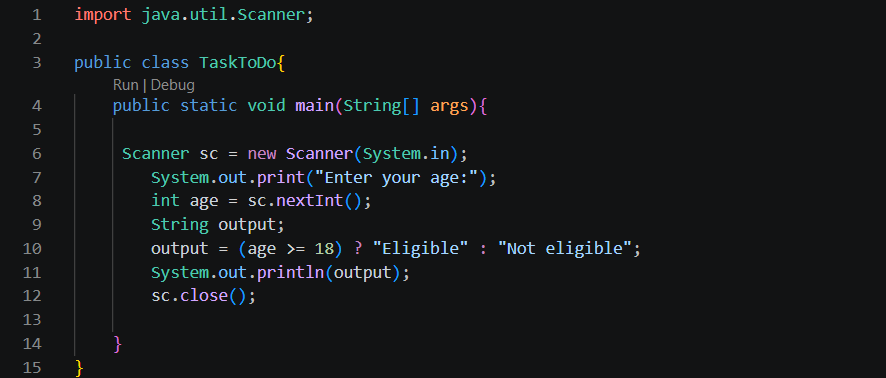 1 import java.util.Scanner;
2
3 public class TaskToDo{
Run | Debug
4 public static void main(String[] args){
5
6 Scanner sc = new Scanner(System.in);
7 System.out.print("Enter your age:");
8 int age = sc.nextInt();
9 String output;
10 output = (age >= 18) ? "Eligible" : "Not eligible";
11 System.out.println(output);
12 sc.close();
13
14 }
15 }